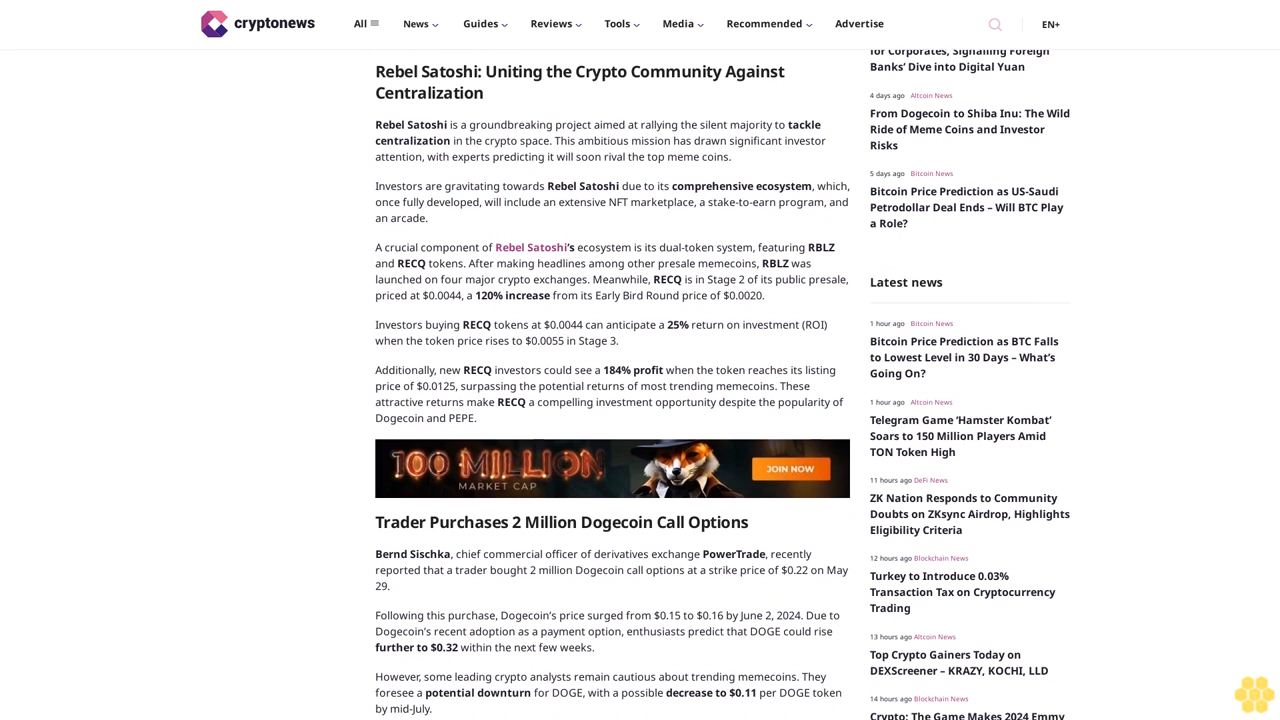 cryptonews
All
News
Guides
Reviews
Tools
Media
Recommended
Advertise
EN+
Rebel Satoshi: Uniting the Crypto Community Against
Centralization
Rebel Satoshi is a groundbreaking project aimed at rallying the silent majority to tackle
centralization in the crypto space. This ambitious mission has drawn significant investor
attention, with experts predicting it will soon rival the top meme coins.
Investors are gravitating towards Rebel Satoshi due to its comprehensive ecosystem, which,
once fully developed, will include an extensive NFT marketplace, a stake-to-earn program, and
an arcade.
A crucial component of Rebel Satoshi's ecosystem is its dual-token system, featuring RBLZ
and RECQ tokens. After making headlines among other presale memecoins, RBLZ was
launched on four major crypto exchanges. Meanwhile, RECQ is in Stage 2 of its public presale,
priced at $0.0044, a 120% increase from its Early Bird Round price of $0.0020.
Investors buying RECQ tokens at $0.0044 can anticipate a 25% return on investment (ROI)
when the token price rises to $0.0055 in Stage 3.
Additionally, new RECQ investors could see a 184% profit when the token reaches its listing
price of $0.0125, surpassing the potential returns of most trending memecoins. These
attractive returns make RECQ a compelling investment opportunity despite the popularity of
Dogecoin and PEPE.
100 MILLION
MARKET CAP
JOIN NOW
Trader Purchases 2 Million Dogecoin Call Options
Bernd Sischka, chief commercial officer of derivatives exchange PowerTrade, recently
reported that a trader bought 2 million Dogecoin call options at a strike price of $0.22 on May
29.
Following this purchase, Dogecoin's price surged from $0.15 to $0.16 by June 2, 2024. Due to
Dogecoin's recent adoption as a payment option, enthusiasts predict that DOGE could rise
further to $0.32 within the next few weeks.
However, some leading crypto analysts remain cautious about trending memecoins. They
foresee a potential downturn for DOGE, with a possible decrease to $0.11 per DOGE token
by mid-July.
for Corporates, Signalling Foreign
Banks' Dive into Digital Yuan
4 days ago Altcoin News
From Dogecoin to Shiba Inu: The Wild
Ride of Meme Coins and Investor
Risks
5 days ago Bitcoin News
Bitcoin Price Prediction as US-Saudi
Petrodollar Deal Ends – Will BTC Play
a Role?
Latest news
1 hour ago Bitcoin News
Bitcoin Price Prediction as BTC Falls
to Lowest Level in 30 Days – What's
Going On?
1 hour ago Altcoin News
Telegram Game 'Hamster Kombat'
Soars to 150 Million Players Amid
TON Token High
11 hours ago DeFi News
ZK Nation Responds to Community
Doubts on ZKsync Airdrop, Highlights
Eligibility Criteria
12 hours ago Blockchain News
Turkey to Introduce 0.03%
Transaction Tax on Cryptocurrency
Trading
13 hours ago Altcoin News
Top Crypto Gainers Today on
DEXScreener – KRAZY, KOCHI, LLD
14 hours ago Blockchain News
Crypto: The Game Makes 2024 Emmy